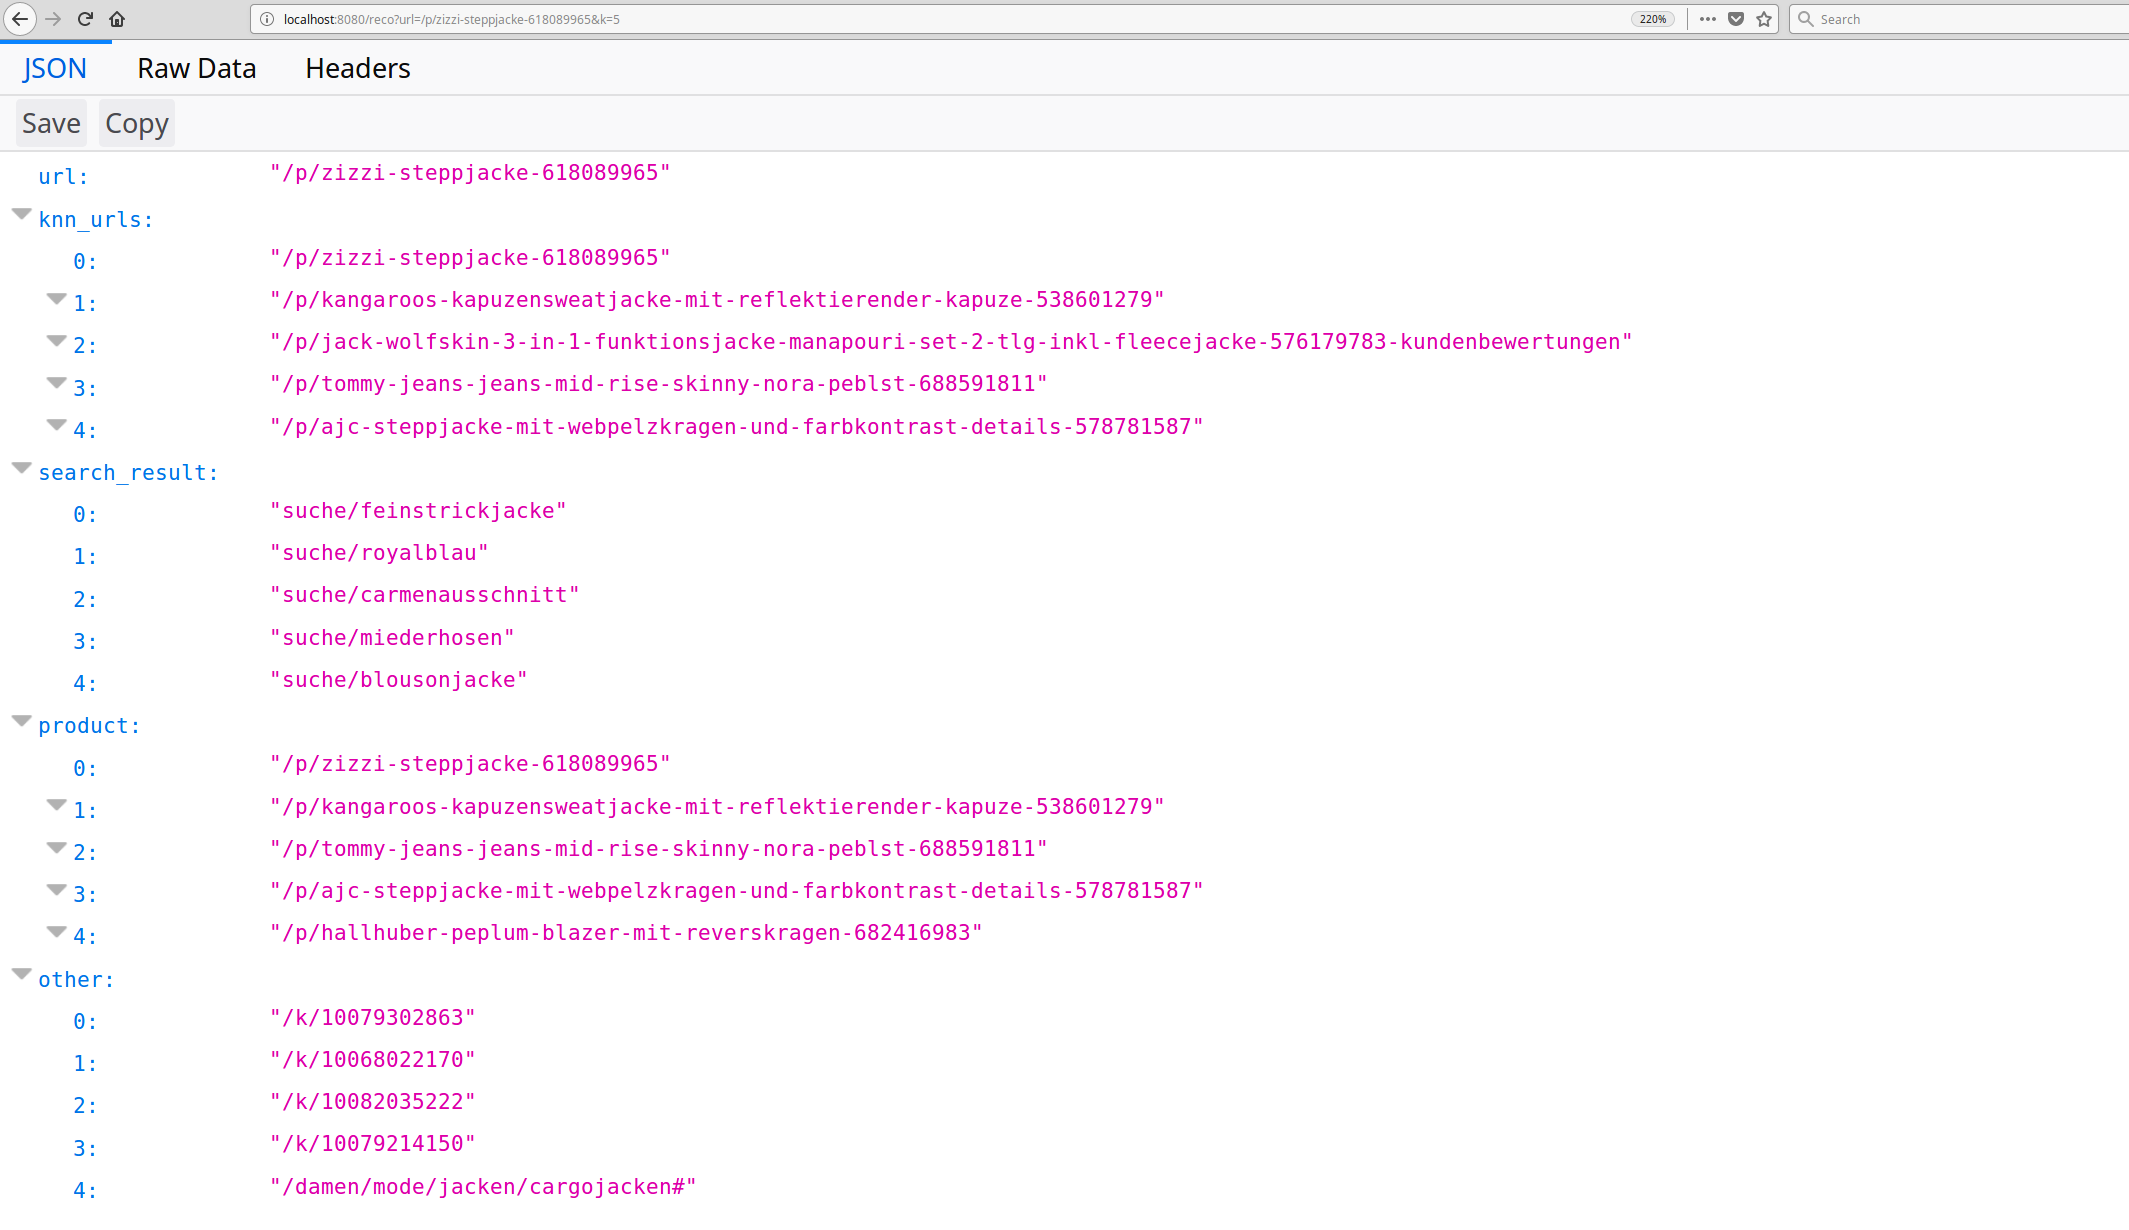 localhost:8080/reco?url=/p/zizzi-steppjacke-618089965&k=5 220% Search
JSON Raw Data Headers
Save Copy
url: "/p/zizzi-steppjacke-618089965"
knn_urls:
0: "/p/zizzi-steppjacke-618089965"
1: "/p/kangaroos-kapuzensweatjacke-mit-reflektierender-kapuze-538601279"
2: "/p/jack-wolfskin-3-in-1-funktionsjacke-manapouri-set-2-tlg-inkl-fleecejacke-576179783-kundenbewertungen"
3: "/p/tommy-jeans-jeans-mid-rise-skinny-nora-peblst-688591811"
4: "/p/ajc-steppjacke-mit-webpelzkragen-und-farbkontrast-details-578781587"
search_result:
0: "suche/feinstrickjacke"
1: "suche/royalblau"
2: "suche/carmenausschnitt"
3: "suche/miederhosen"
4: "suche/blousonjacke"
product:
0: "/p/zizzi-steppjacke-618089965"
1: "/p/kangaroos-kapuzensweatjacke-mit-reflektierender-kapuze-538601279"
2: "/p/tommy-jeans-jeans-mid-rise-skinny-nora-peblst-688591811"
3: "/p/ajc-steppjacke-mit-webpelzkragen-und-farbkontrast-details-578781587"
4: "/p/hallhuber-peplum-blazer-mit-reverskragen-682416983"
other:
0: "/k/10079302863"
1: "/k/10068022170"
2: "/k/10082035222"
3: "/k/10079214150"
4: "/damen/mode/jacken/cargojacken#"